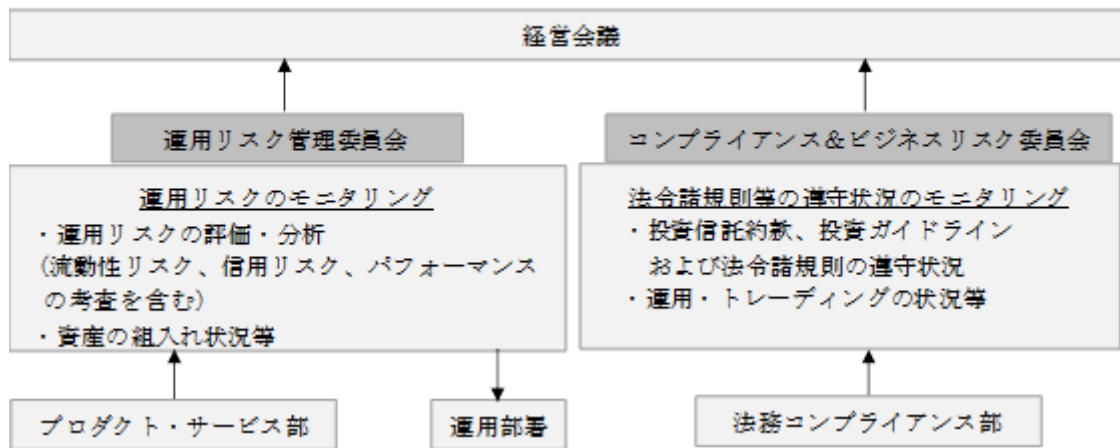 経営会議
運用リスク管理委員会
運用リスクのモニタリング
・運用リスクの評価・分析
(流動性リスク、信用リスク、パフォーマンス
の考査を含む)
・資産の組入れ状況等
コンプライアンス＆ビジネスリスク委員会
法令諸規則等の遵守状況のモニタリング
・投資信託約款、投資ガイドライン
および法令諸規則の遵守状況
・運用・トレーディングの状況等
プロダクト・サービス部
運用部署
法務コンプライアンス部